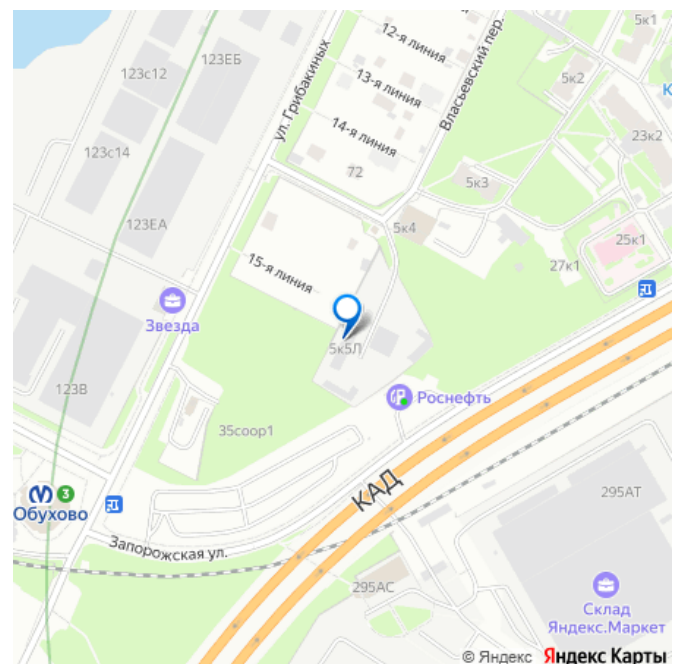 12-я линия
5к1
123ЕБ
123с12
5к2
13-я линия
ул. Грибакиных
Власьевский пер.
К
14-я линия
23к2
123с14
72
5к3
123ЕА
5к4
25к1
27к1
15-я линия
Звезда
5к5Л
123В
Роснефть
35соор1
КАД
295АТ
3
Обухово
Запорожская ул.
295АС
Склад
Яндекс.Маркет
© Яндекс Яндекс Карты